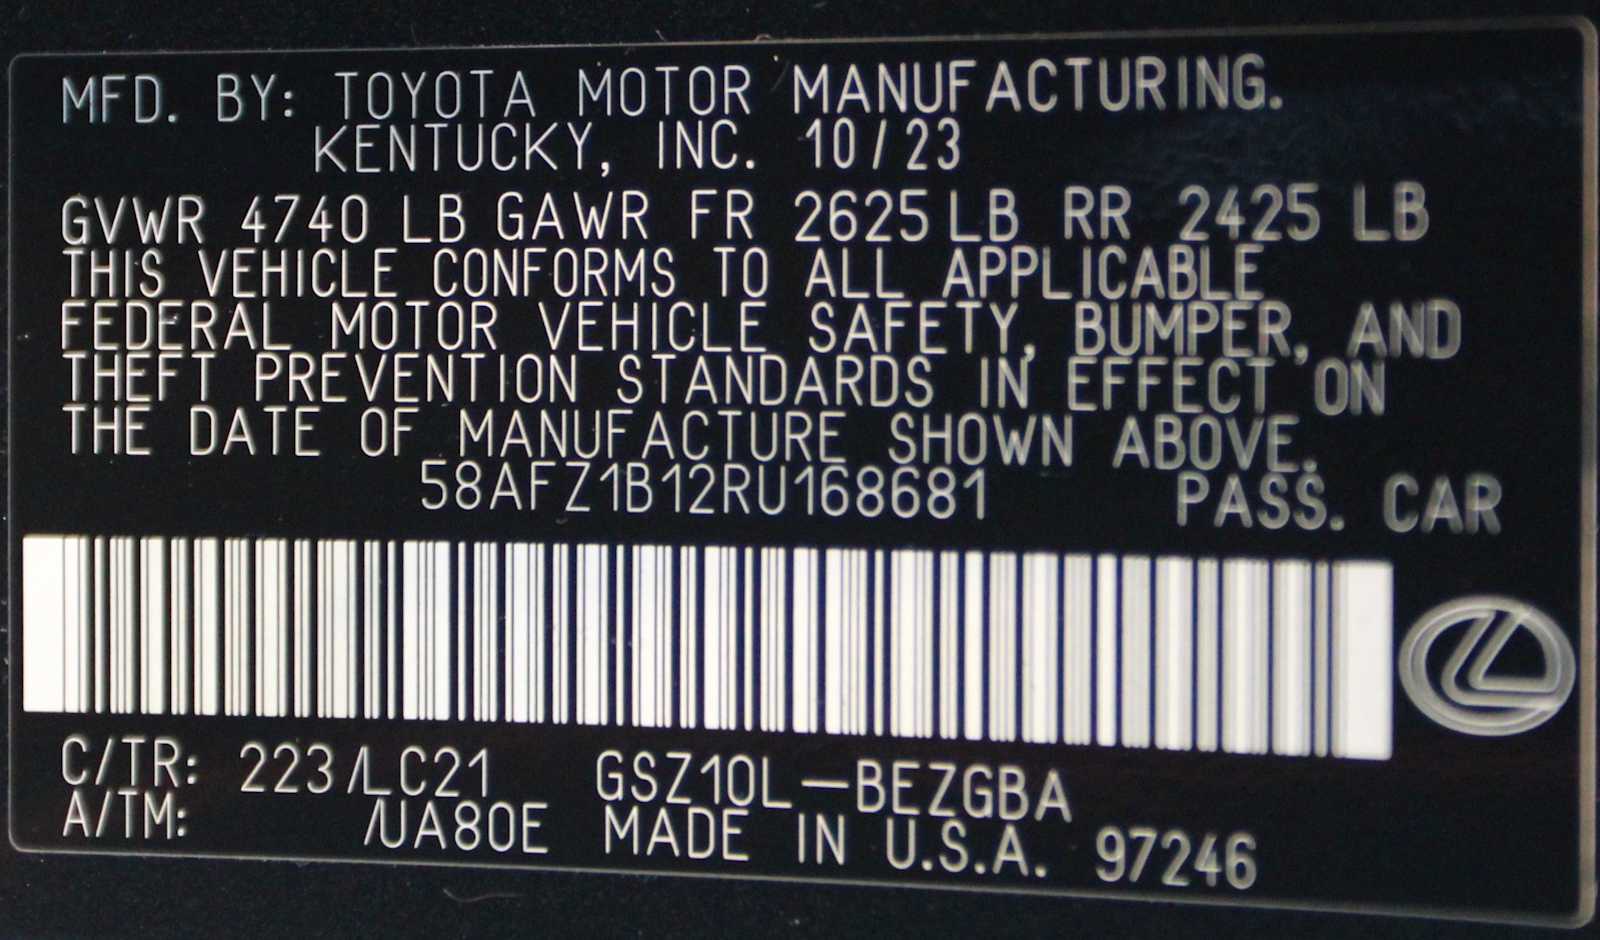 MFD. BY: TOYOTA MOTOR MANUFACTURING.
KENTUCKY, INC. 10/23
GVWR 4740 LB GAWR FR 2625 LB RR 2425 LB
THIS VEHICLE CONFORMS TO ALL APPLICABLE
FEDERAL MOTOR VEHICLE SAFETY, BUMPER, AND
THEFT PREVENTION STANDARDS IN EFFECT ON
THE DATE OF MANUFACTURE SHOWN ABOVE.
58AFZ1B12RU168681 PASS. CAR
C/TR: 223/LC21 GSZ10L-BEZGBA
A/TM: /UA80E MADE IN U.S.A. 97246